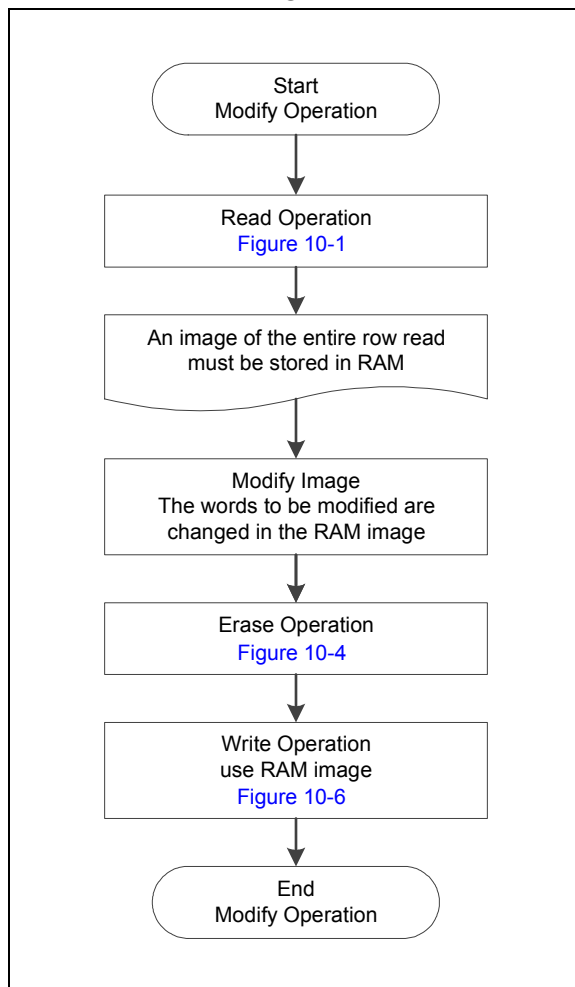 Start
Modify Operation
Read Operation
Figure 10-1
An image of the entire row read
must be stored in RAM
Modify Image
The words to be modified are
changed in the RAM image
Erase Operation
Figure 10-4
Write Operation
use RAM image
Figure 10-6
End
Modify Operation